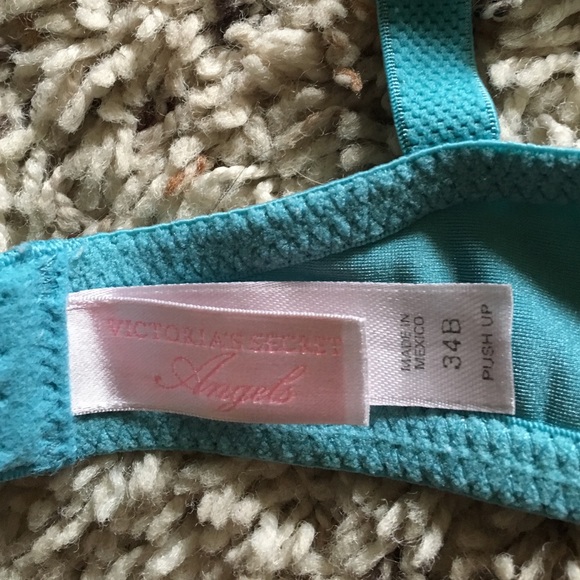 VICTORIA'S SECRET
Angels
MADE IN
MEXICO
34B
PUSH UP